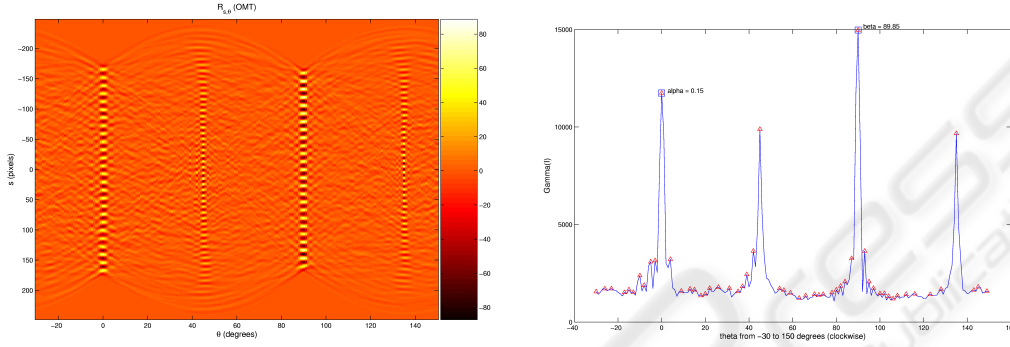 R_{s,θ} (OMT)
−200
−150
−100
−50
0
50
100
150
200
s (pixels)
−20 0 20 40 60 80 100 120 140
θ (degrees)
80
60
40
20
0
−20
−40
−60
−80
beta = 89.85
alpha = 0.15
15000
10000
5000
0
Gamma(l)
−40 −20 0 20 40 60 80 100 120 140 160
theta from −30 to 150 degrees (clockwise)